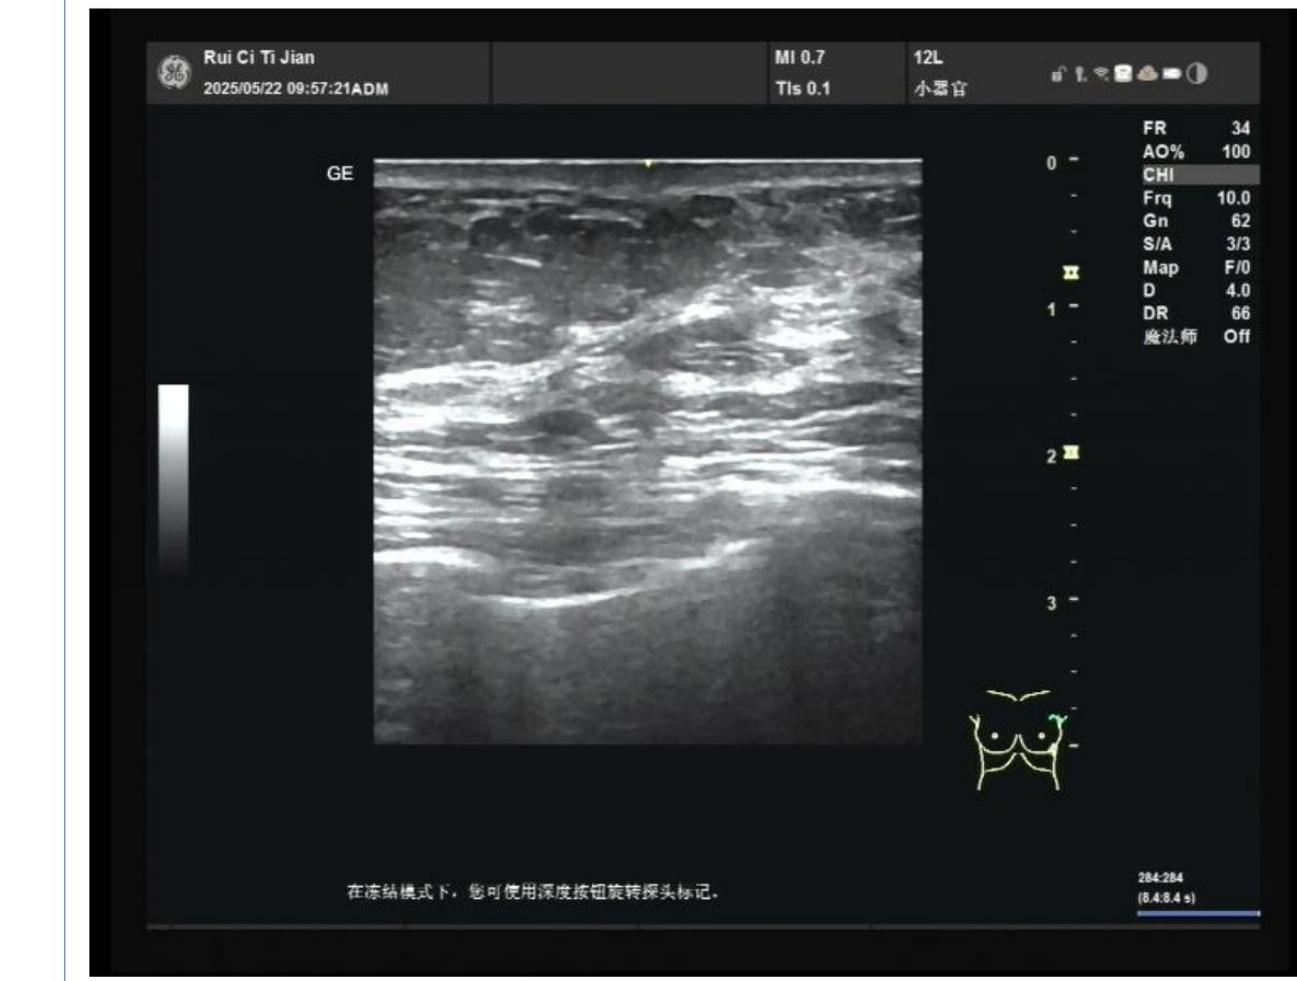 Rui Ci Ti Jian
2025/05/22 09:57:21ADM
MI 0.7
TIs 0.1
12L
小器官
GE
FR 34
AO% 100
CHI
Frq 10.0
Gn 62
S/A 3/3
Map F/0
D 4.0
DR 66
魔法师 Off
0
1
2
3
在冻结模式下，您可使用深度按钮旋转探头标记。
284:284
(8.4:8.4 s)